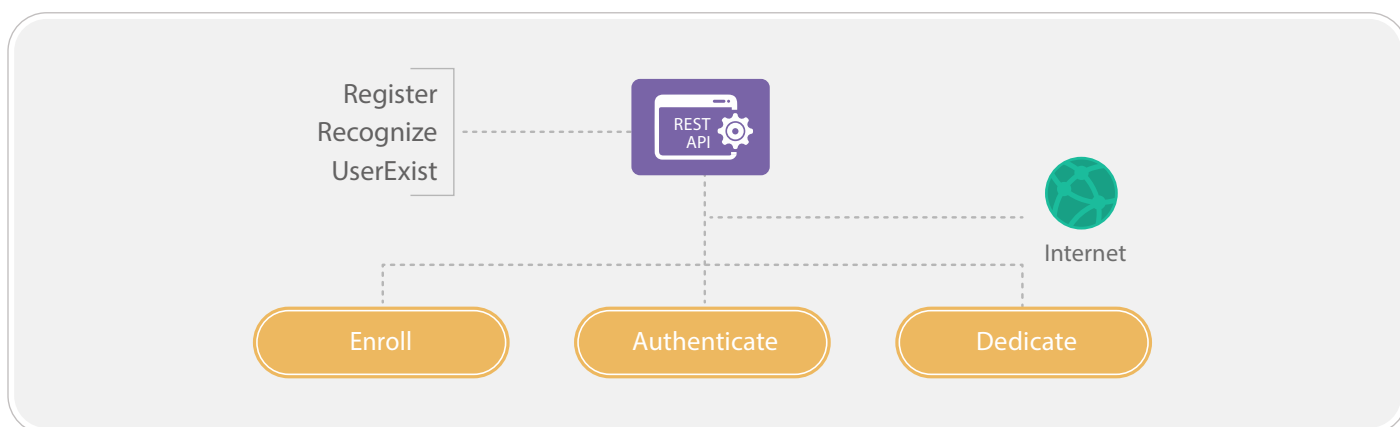 Register
Recognize
UserExist
REST
API
Internet
Enroll
Authenticate
Dedicate